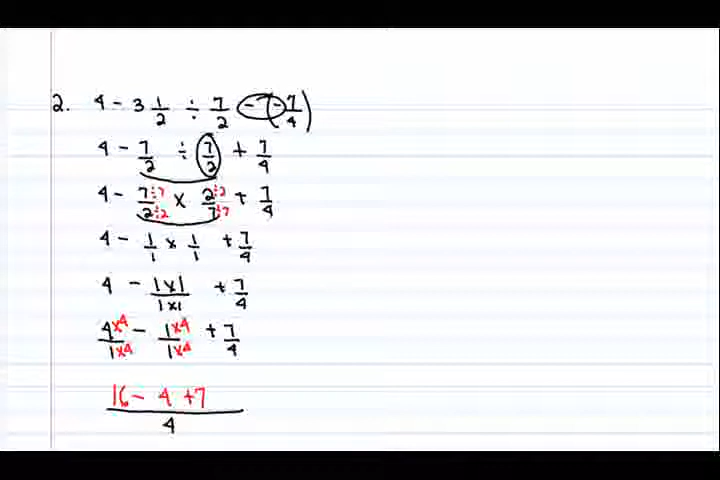 2. 4 - 3 1/2 ÷ 7/2 - (-7/4)
4 - 7/2 ÷ 7/2 + 7/4
4 - 7÷7/2÷2 × 2÷2/7÷7 + 7/4
4 - 1/1 × 1/1 + 7/4
4 - 1×1/1×1 + 7/4
4×4/1×4 - 1×4/1×4 + 7/4
16 - 4 + 7/4